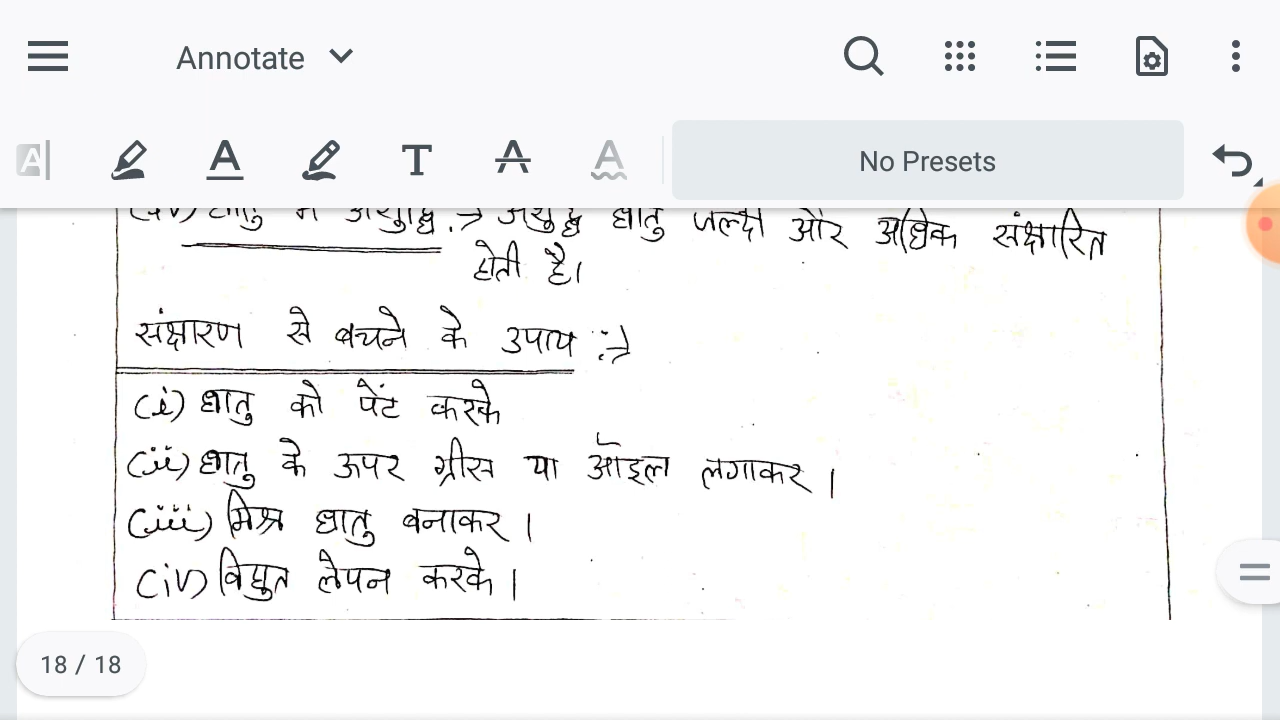 Annotate
No Presets
(iv) धातु में अशुद्धि :→ अशुद्ध धातु जल्दी और अधिक संक्षारित
होती है।
संक्षारण से बचने के उपाय :→
(i) धातु को पेंट करके
(ii) धातु के ऊपर ग्रीस या ऑइल लगाकर।
(iii) मिश्र धातु बनाकर।
(iv) विद्युत लेपन करके।
18 / 18